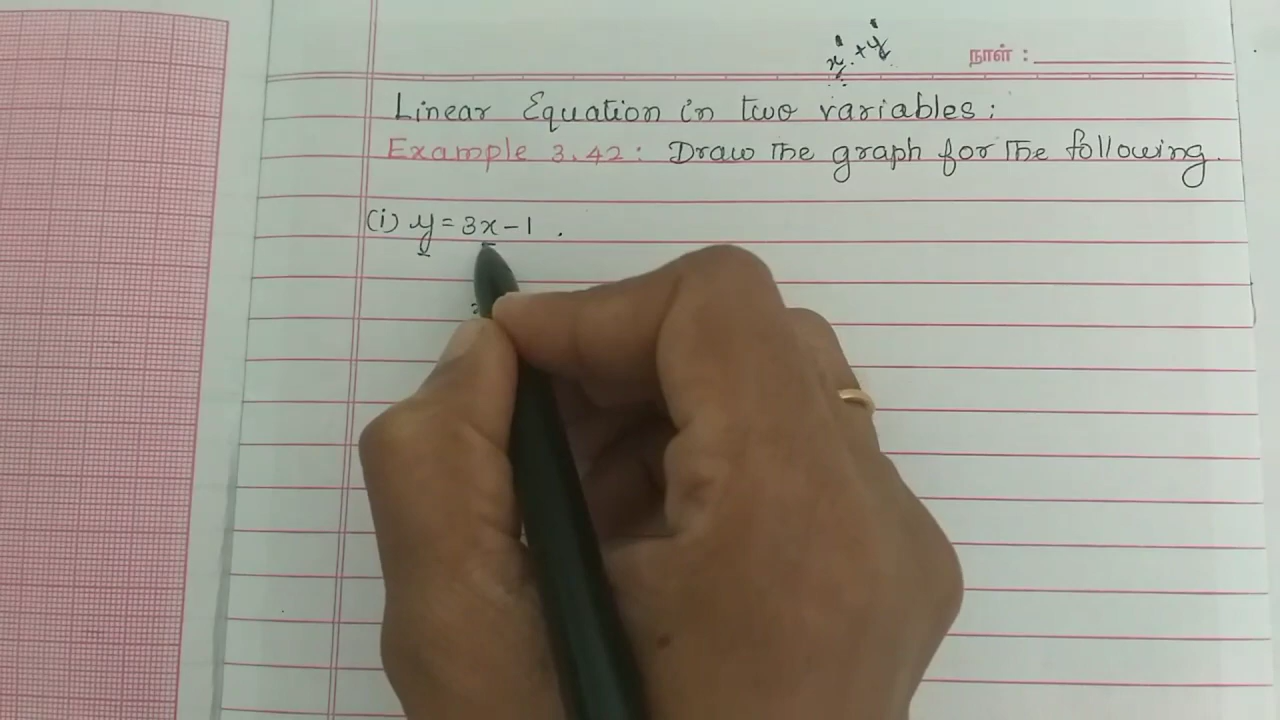 x + y
நாள் :
Linear Equation in two variables :
Example 3.42 : Draw the graph for the following.
(i) y = 3x - 1 .